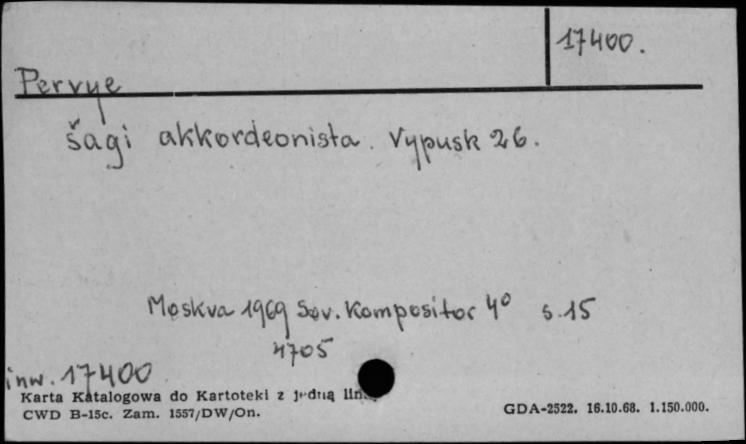 17400.
Pervye
šagi akkordeonista. Vypusk 26.
Moskva 1969 Sov. Kompositor 4° s. 15
4705
inw. 17400
Karta Katalogowa do Kartoteki z jedną
CWD B-15c. Zam. 1557/DW/On.
GDA-2522. 16.10.68. 1.150.000.